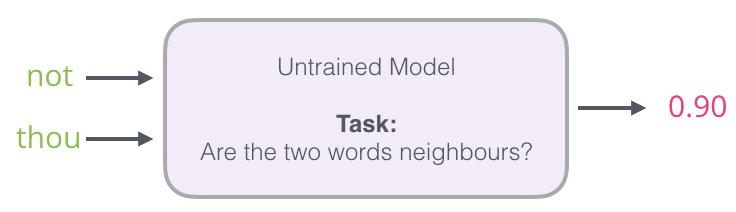 not
thou
Untrained Model
Task:
Are the two words neighbours?
0.90